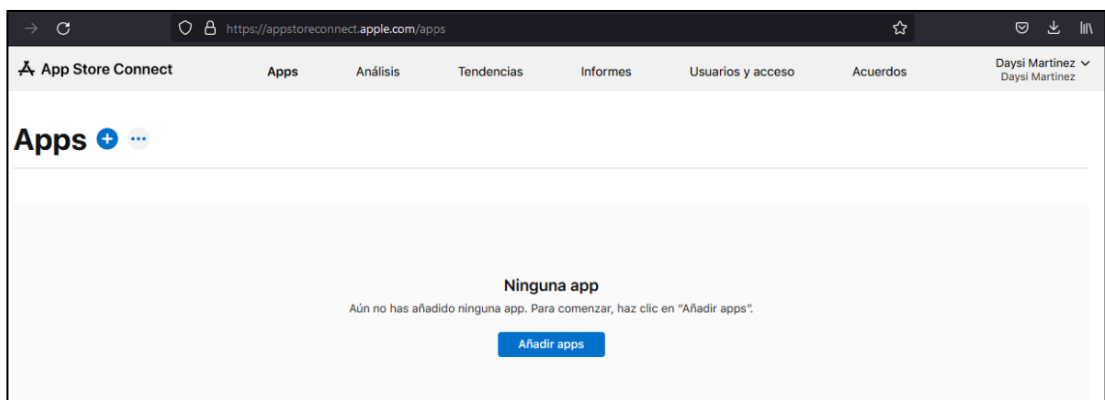 https://appstoreconnect.apple.com/apps
App Store Connect Apps Análisis Tendencias Informes Usuarios y acceso Acuerdos Daysi Martinez
Daysi Martinez
Apps
Ninguna app
Aún no has añadido ninguna app. Para comenzar, haz clic en “Añadir apps”.
Añadir apps